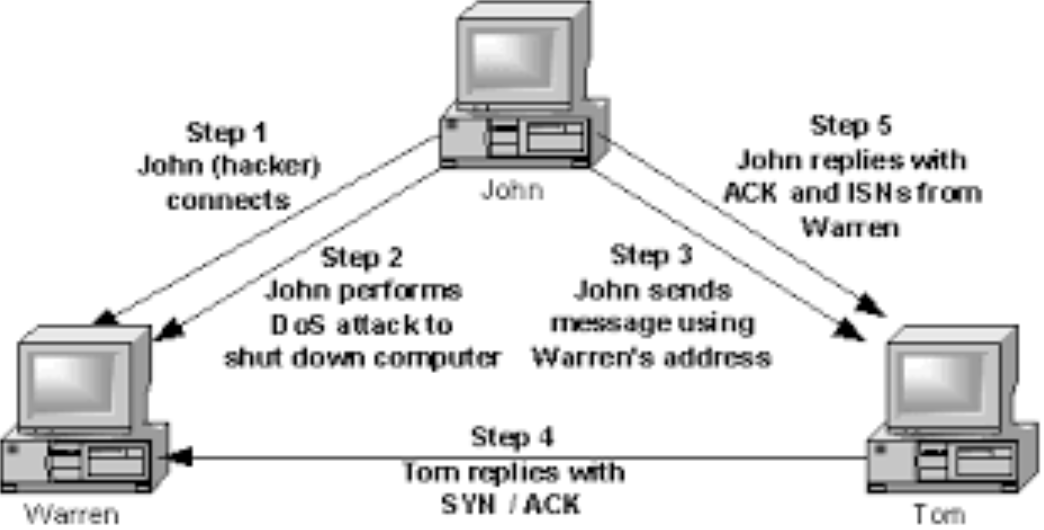 Step 1
John (hacker)
connects
John
Step 5
John replies with
ACK and ISNs from
Warren
Step 2
John performs
DoS attack to
shut down computer
Step 3
John sends
message using
Warren's address
Step 4
Tom replies with
SYN / ACK
Warren
Tom